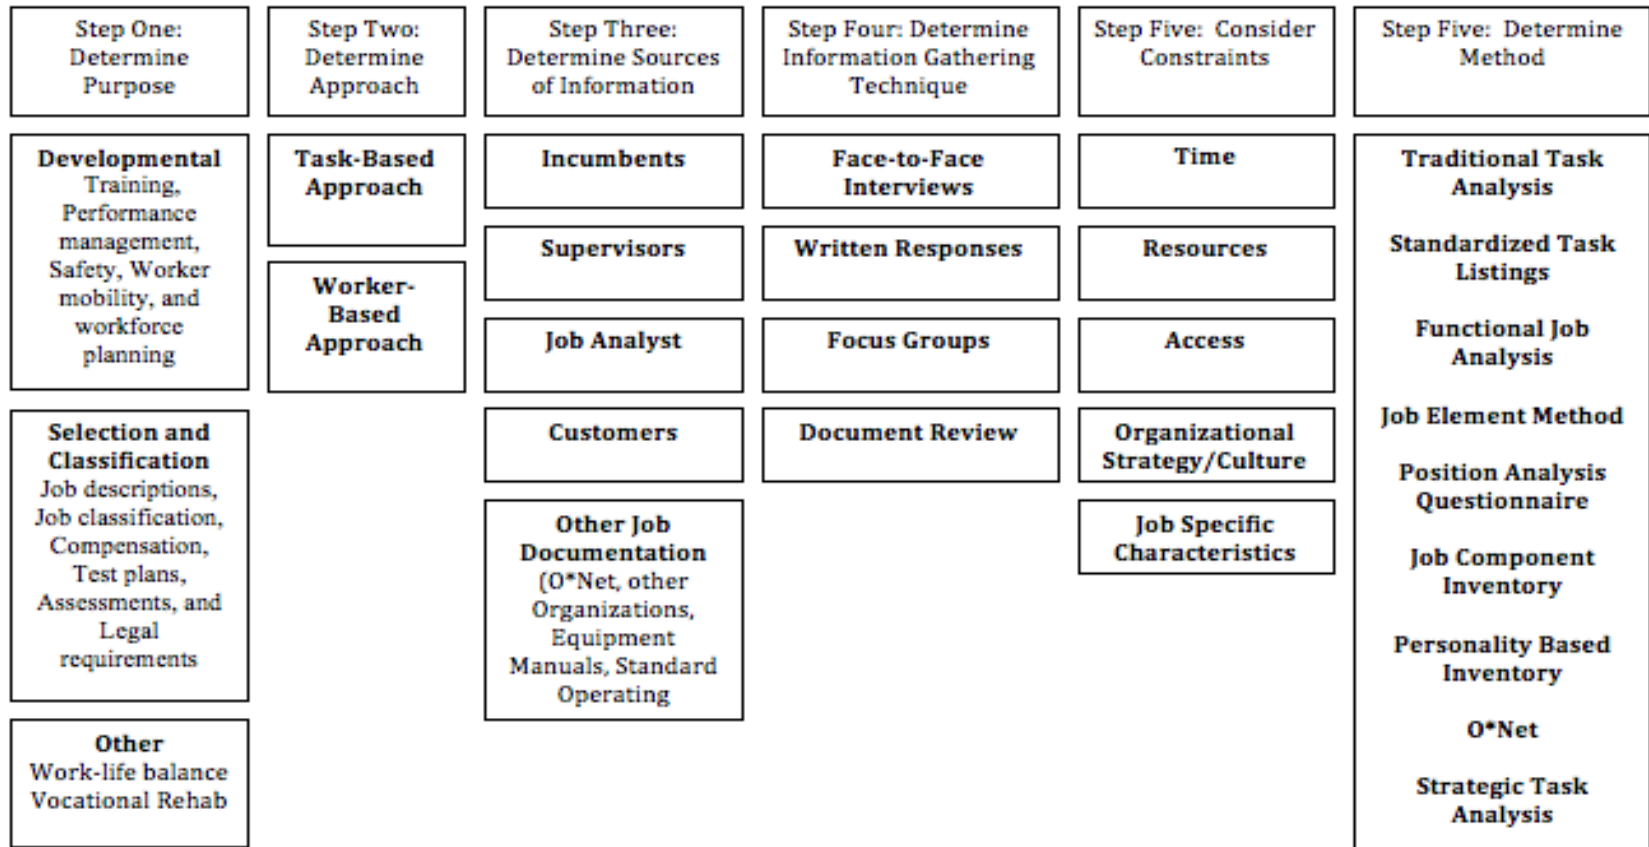 Step One:
Determine
Purpose
Step Two:
Determine
Approach
Step Three:
Determine Sources
of Information
Step Four: Determine
Information Gathering
Technique
Step Five:  Consider
Constraints
Step Five:  Determine
Method
Developmental
Training,
Performance
management,
Safety, Worker
mobility, and
workforce
planning
Selection and
Classification
Job descriptions,
Job classification,
Compensation,
Test plans,
Assessments, and
Legal
requirements
Other
Work-life balance
Vocational Rehab
Task-Based
Approach
Worker-
Based
Approach
Incumbents
Supervisors
Job Analyst
Customers
Other Job
Documentation
(O*Net, other
Organizations,
Equipment
Manuals, Standard
Operating
Face-to-Face
Interviews
Written Responses
Focus Groups
Document Review
Time
Resources
Access
Organizational
Strategy/Culture
Job Specific
Characteristics
Traditional Task
Analysis
Standardized Task
Listings
Functional Job
Analysis
Job Element Method
Position Analysis
Questionnaire
Job Component
Inventory
Personality Based
Inventory
O*Net
Strategic Task
Analysis